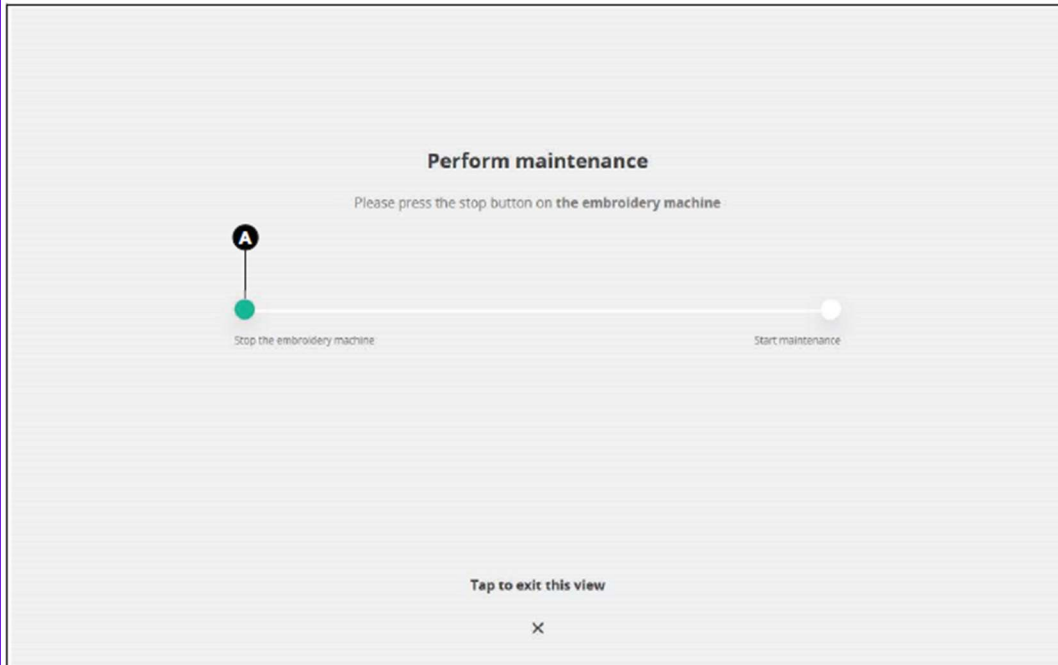 Perform maintenance
Please press the stop button on the embroidery machine
A
Stop the embroidery machine
Start maintenance
Tap to exit this view
×